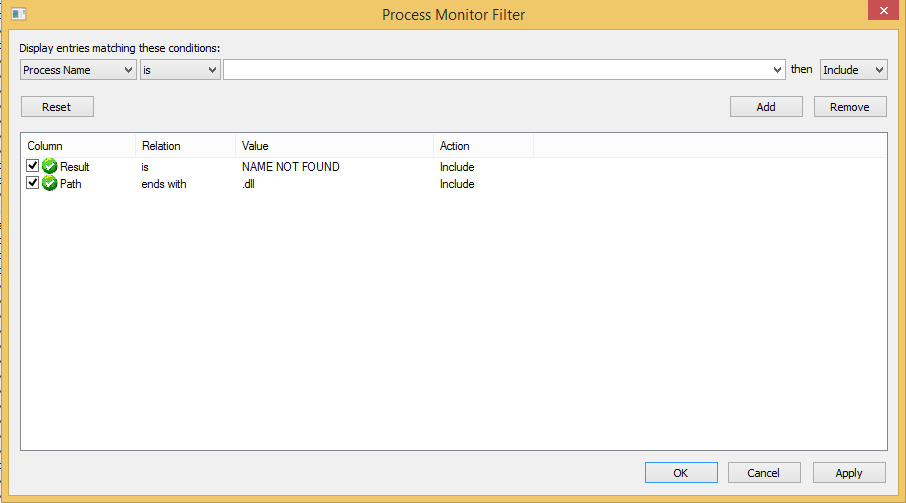 Process Monitor Filter
Display entries matching these conditions:
Process Name is then Include
Reset Add Remove
Column Relation Value Action
Result is NAME NOT FOUND Include
Path ends with .dll Include
OK Cancel Apply